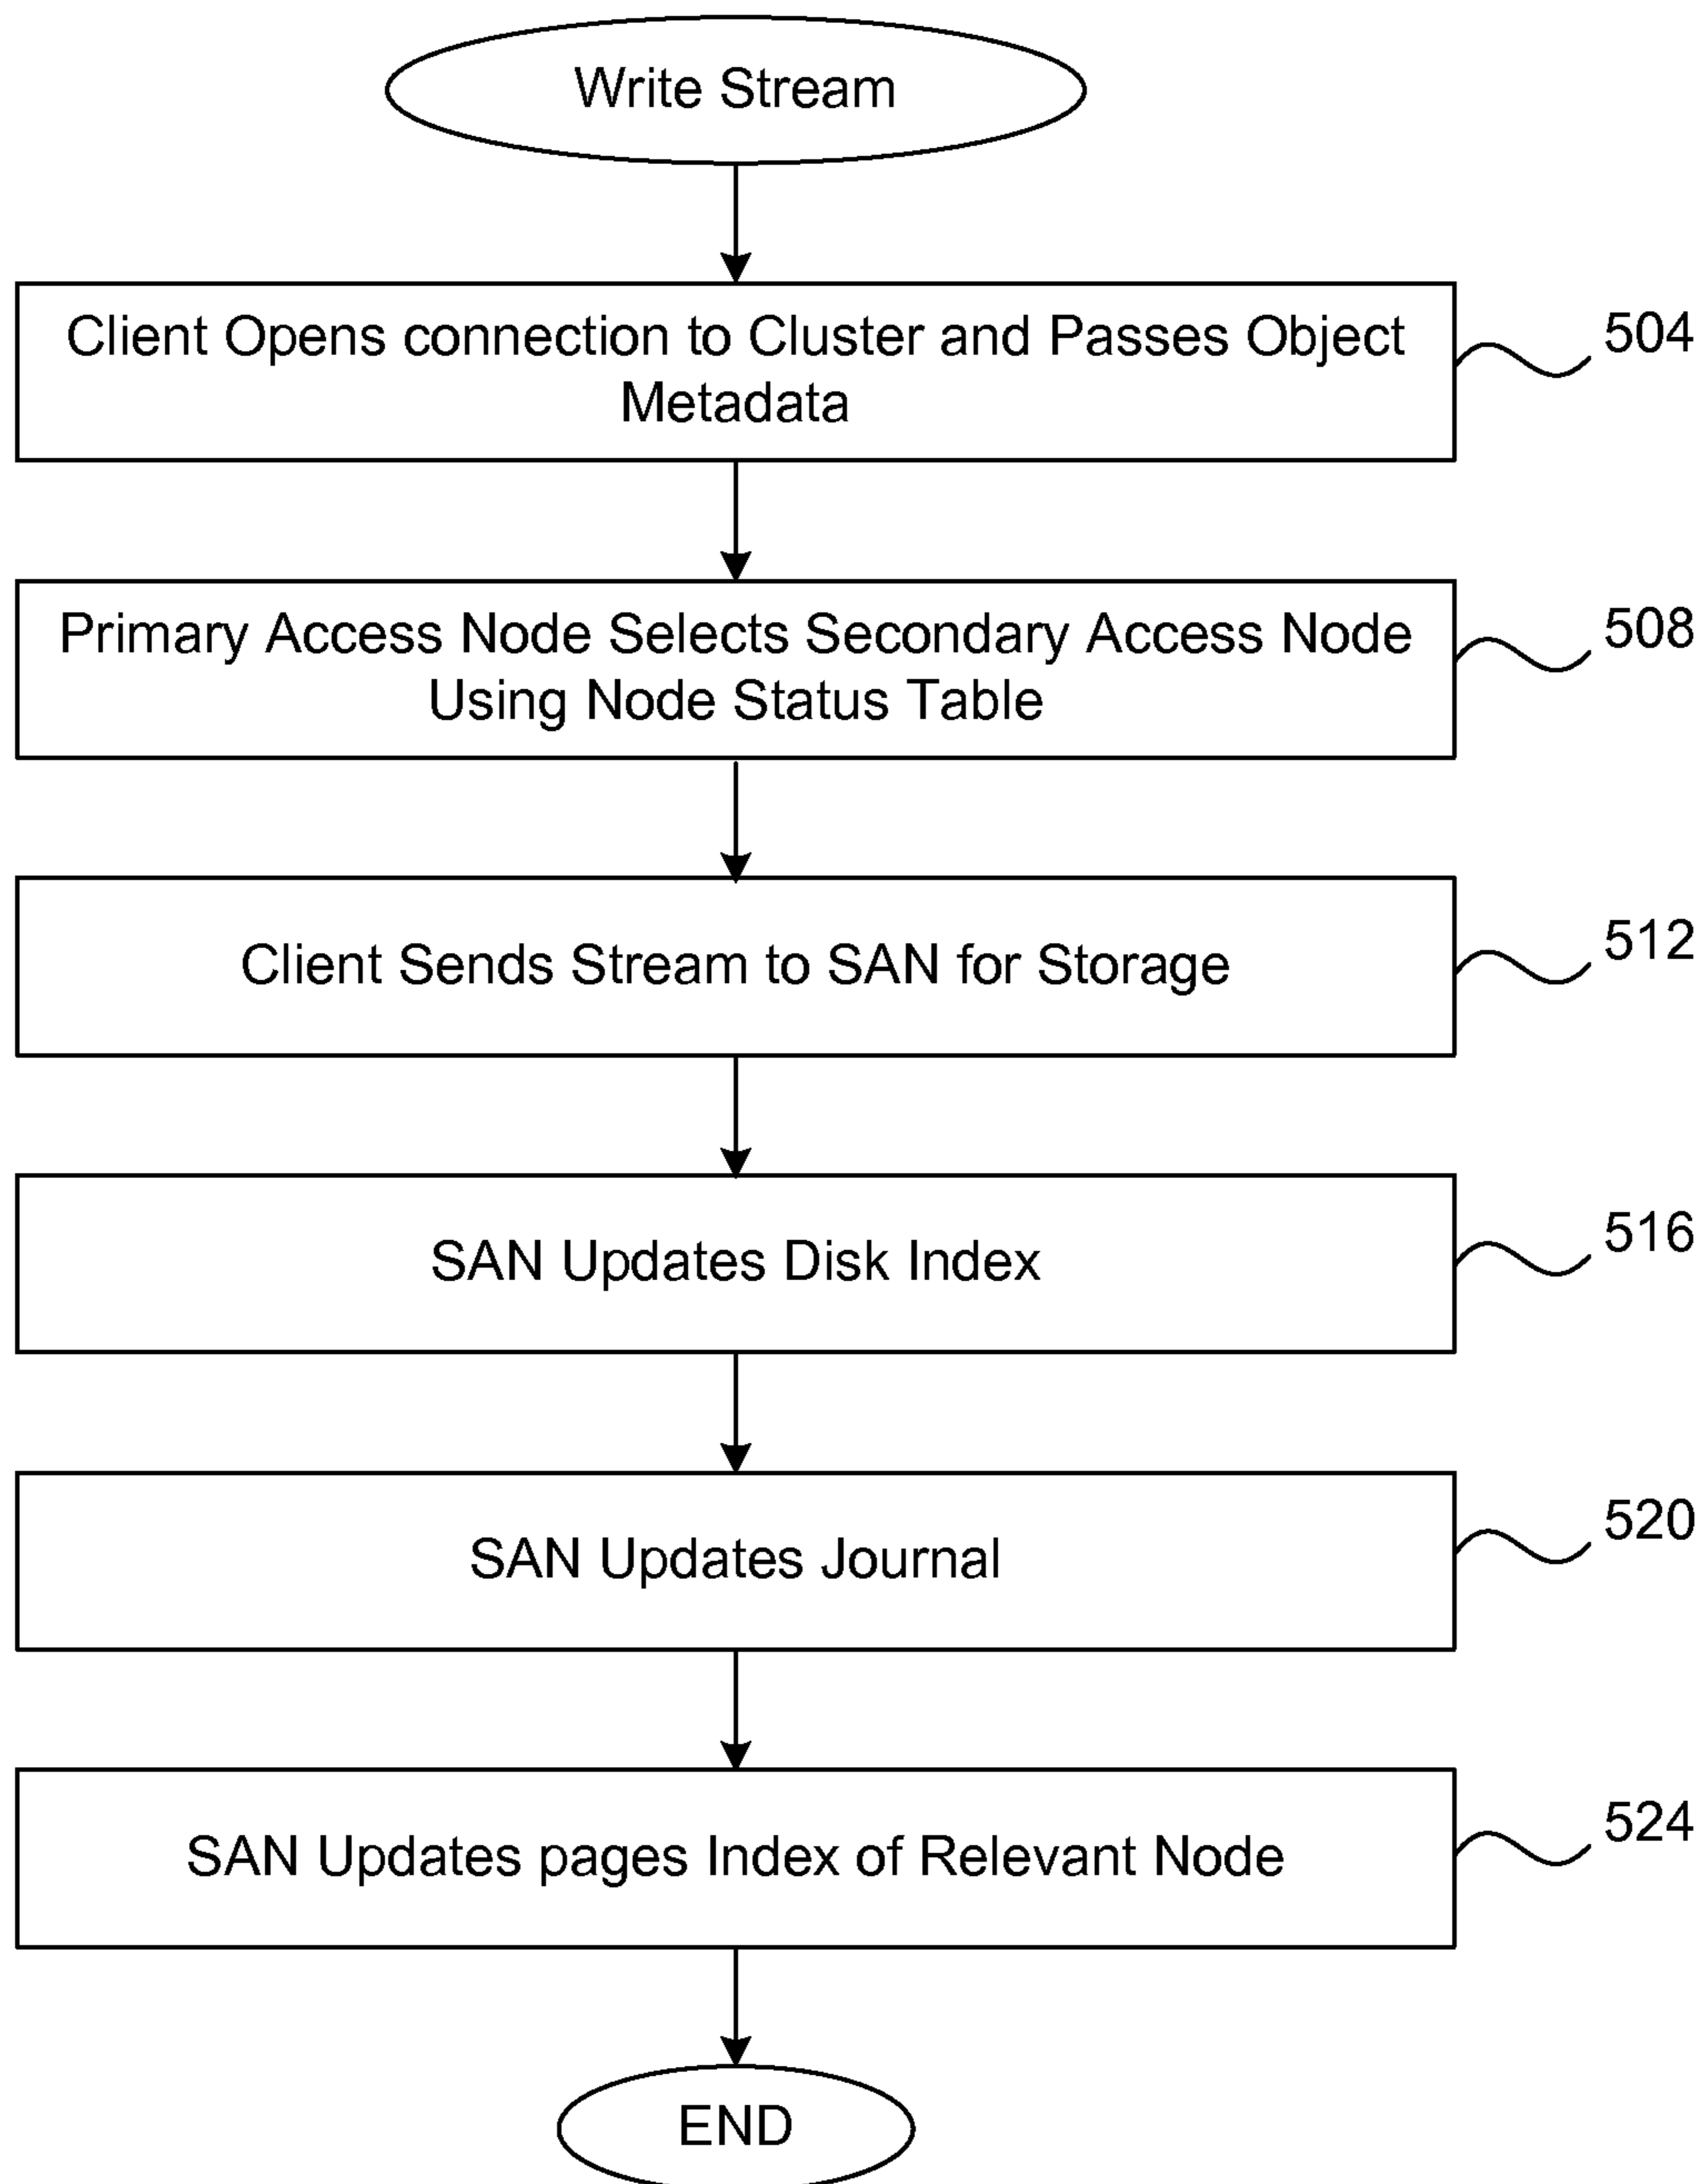 Write Stream
Client Opens connection to Cluster and Passes Object
Metadata
504
Primary Access Node Selects Secondary Access Node
Using Node Status Table
508
Client Sends Stream to SAN for Storage
512
SAN Updates Disk Index
516
SAN Updates Journal
520
SAN Updates pages Index of Relevant Node
524
END